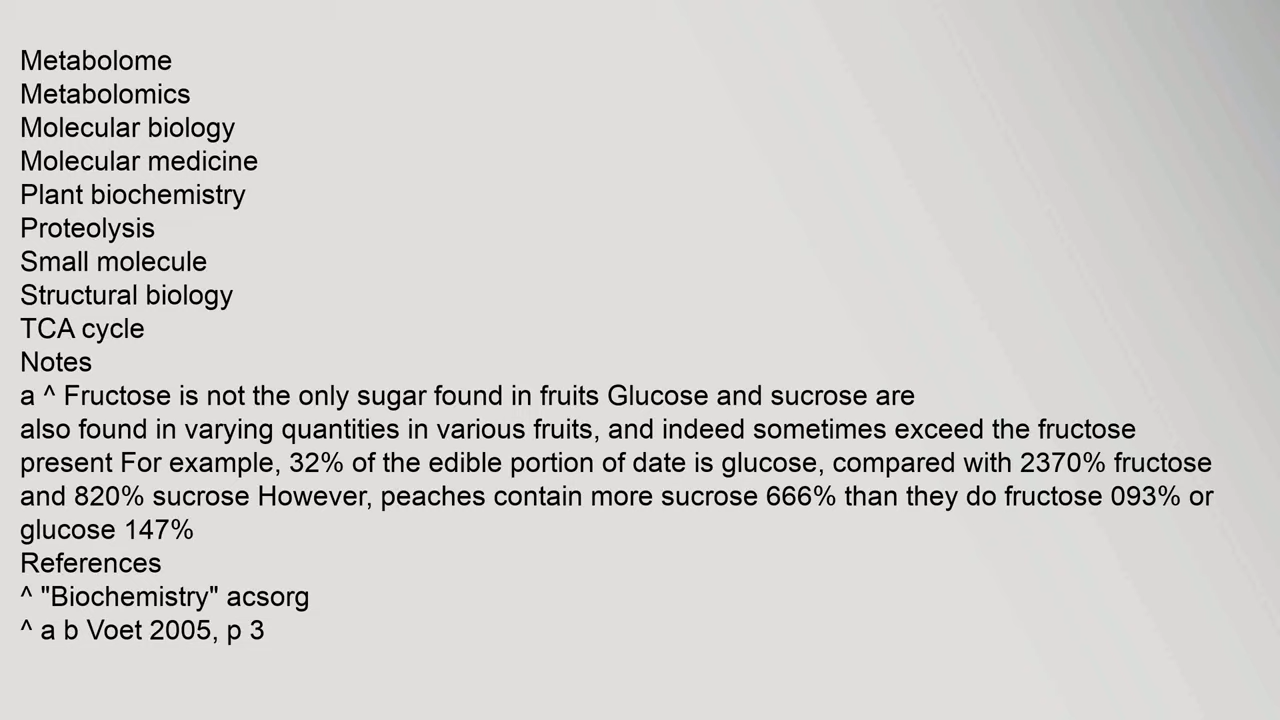 Metabolome
Metabolomics
Molecular biology
Molecular medicine
Plant biochemistry
Proteolysis
Small molecule
Structural biology
TCA cycle
Notes
a ^ Fructose is not the only sugar found in fruits Glucose and sucrose are
also found in varying quantities in various fruits, and indeed sometimes exceed the fructose
present For example, 32% of the edible portion of date is glucose, compared with 2370% fructose
and 820% sucrose However, peaches contain more sucrose 666% than they do fructose 093% or
glucose 147%
References
^ "Biochemistry" acsorg
^ a b Voet 2005, p 3